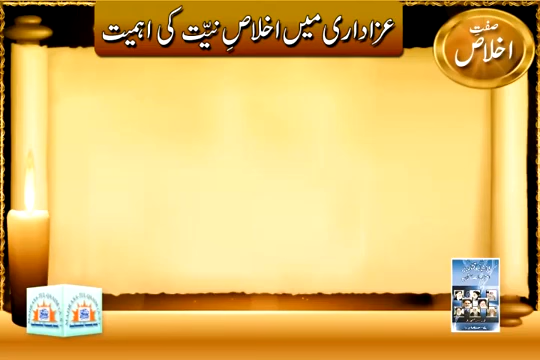 عزاداری میں اخلاصِ نیّت کی اہمیت
صفت
اخلاص